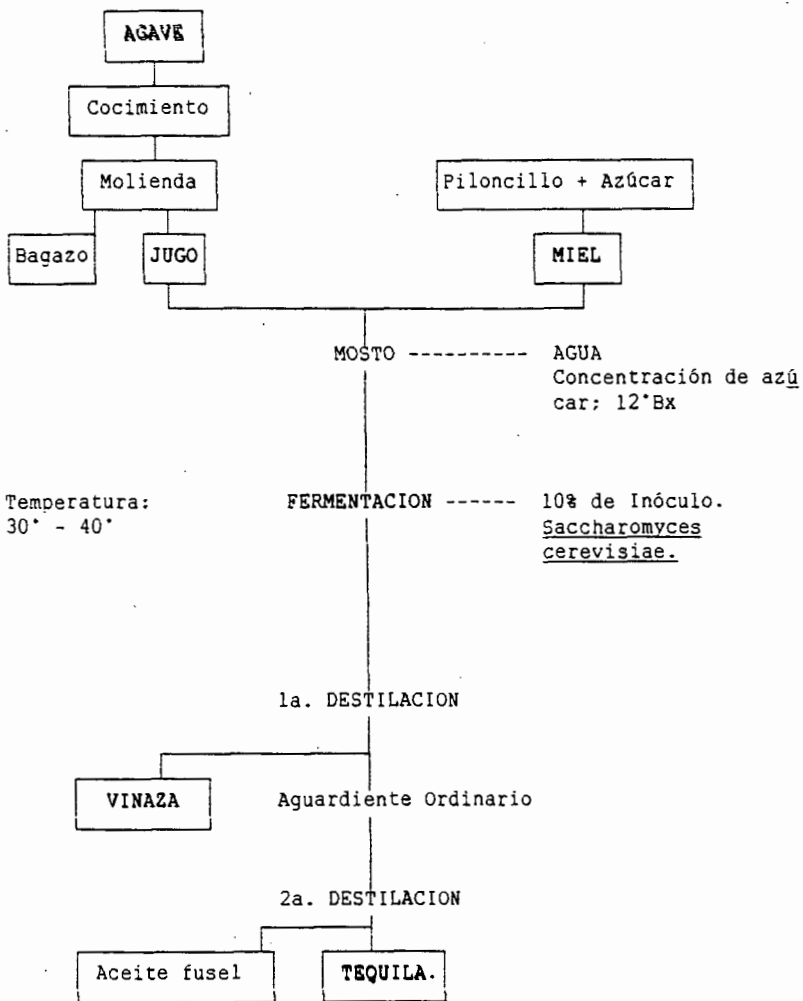 AGAVE
Cocimiento
Molienda
Piloncillo + Azúcar
Bagazo
JUGO
MIEL
MOSTO ---------- AGUA
Concentración de azú
car; 12°Bx
Temperatura:
30° - 40°
FERMENTACION ------ 10% de Inóculo.
Saccharomyces
cerevisiae.
1a. DESTILACION
VINAZA
Aguardiente Ordinario
2a. DESTILACION
Aceite fusel
TEQUILA.